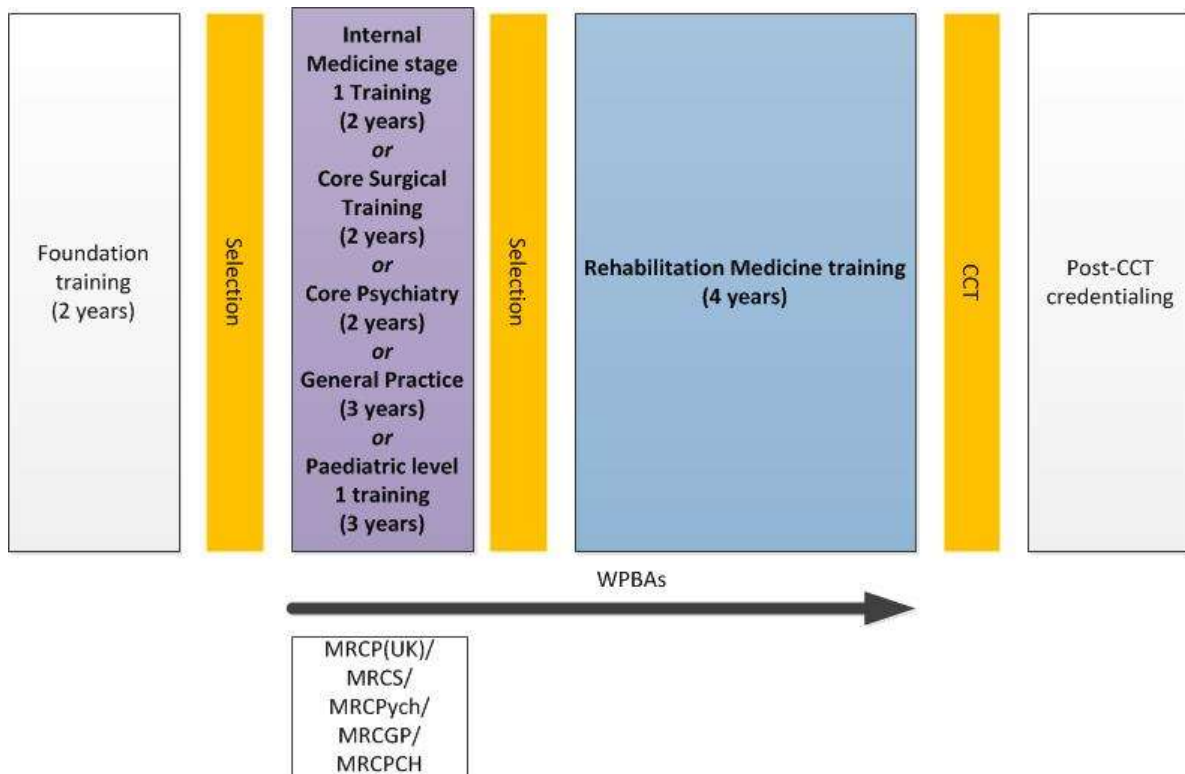 Foundation
training
(2 years)
Selection
Internal
Medicine stage
1 Training
(2 years)
or
Core Surgical
Training
(2 years)
or
Core Psychiatry
(2 years)
or
General Practice
(3 years)
or
Paediatric level
1 training
(3 years)
Selection
Rehabilitation Medicine training
(4 years)
CCT
Post-CCT
credentialing
WPBAs
MRCP(UK)/
MRCS/
MRCPych/
MRCGP/
MRCPCH